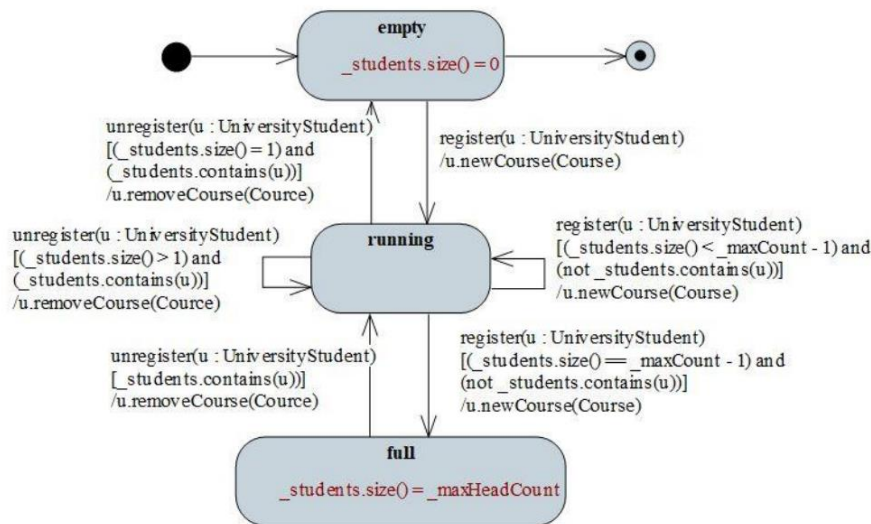 empty
_students.size() = 0
unregister(u : UniversityStudent)
[(_students.size() = 1) and
(_students.contains(u))]
/u.removeCourse(Cource)
register(u : UniversityStudent)
/u.newCourse(Course)
unregister(u : UniversityStudent)
[(_students.size() > 1) and
(_students.contains(u))]
/u.removeCourse(Cource)
running
register(u : UniversityStudent)
[(_students.size() < _maxCount - 1) and
(not _students.contains(u))]
/u.newCourse(Course)
unregister(u : UniversityStudent)
[_students.contains(u))]
/u.removeCourse(Cource)
register(u : UniversityStudent)
[(_students.size() == _maxCount - 1) and
(not _students.contains(u))]
/u.newCourse(Course)
full
_students.size() = _maxHeadCount